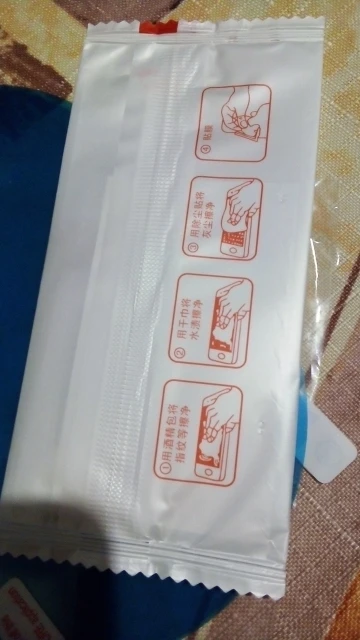 ①用酒精包将
指纹等擦净
② 用干巾将
水渍擦净
③ 用除尘贴将
灰尘擦净
④ 贴膜